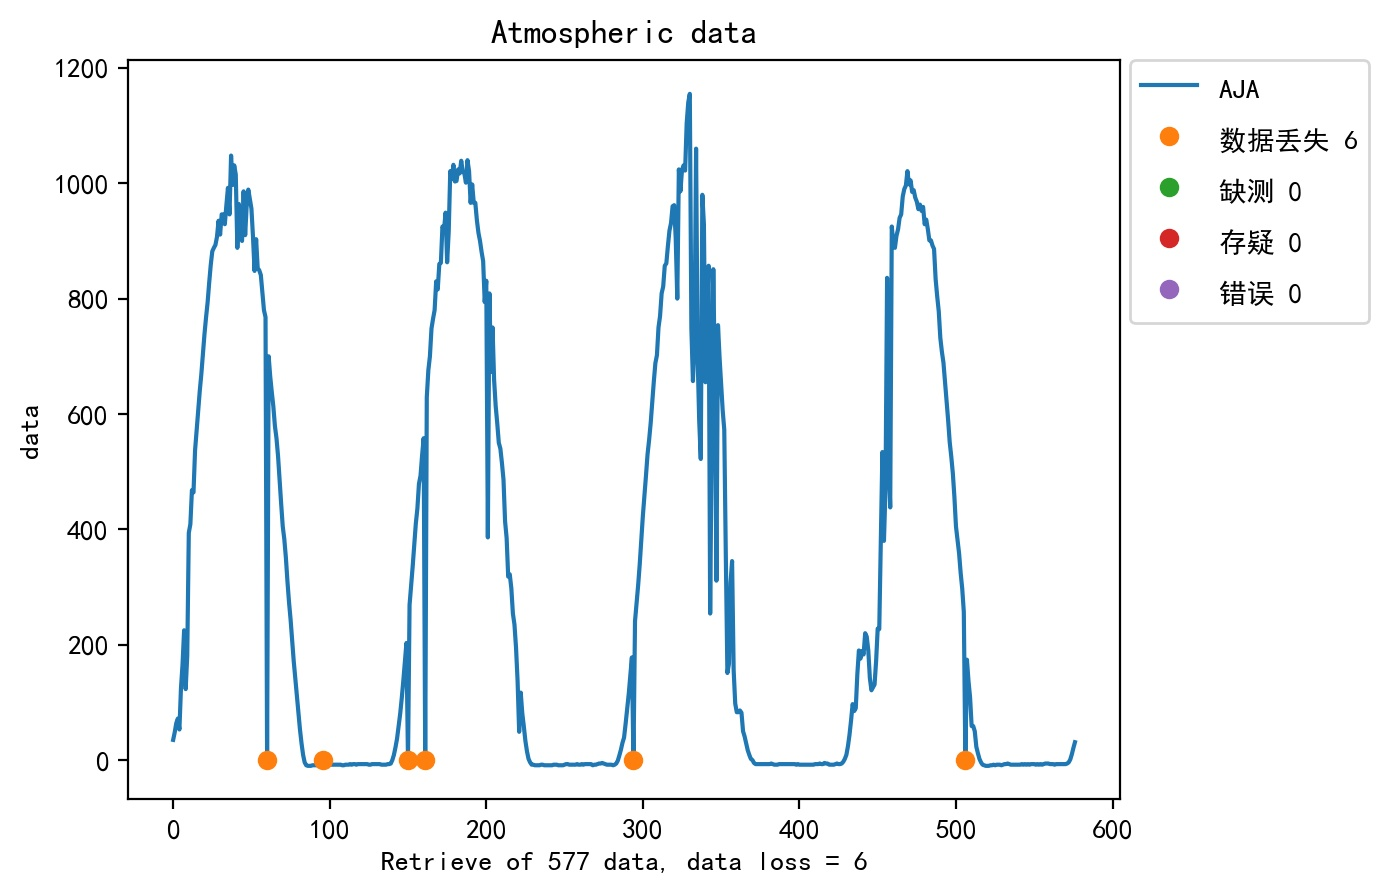 Atmospheric data
1200
1000
800
600
400
200
0
data
0 100 200 300 400 500 600
Retrieve of 577 data, data loss = 6
AJA
数据丢失 6
缺测 0
存疑 0
错误 0